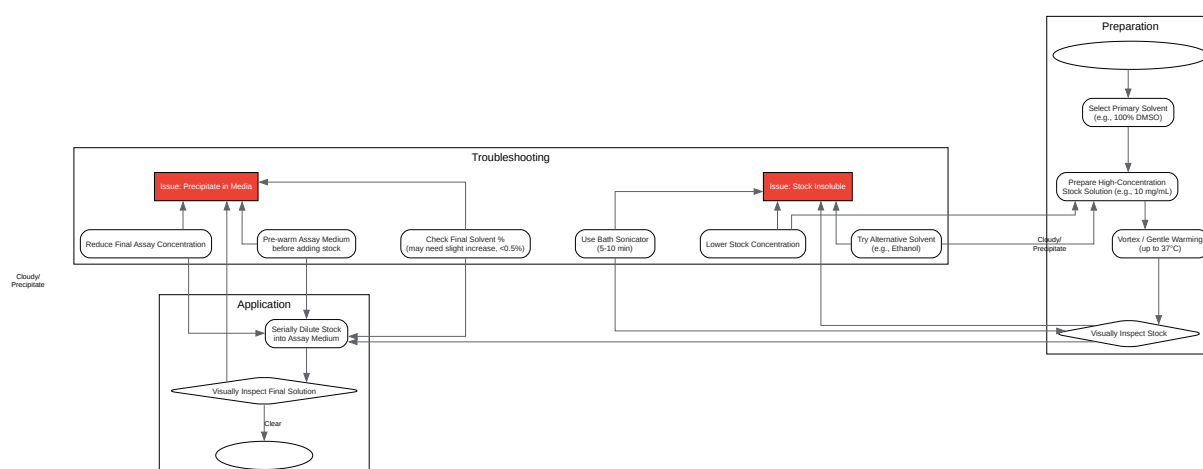 Preparation
Select Primary Solvent
(e.g., 100% DMSO)
Troubleshooting
Issue: Precipitate in Media
Issue: Stock Insoluble
Prepare High-Concentration
Stock Solution (e.g., 10 mg/mL)
Reduce Final Assay Concentration
Pre-warm Assay Medium
before adding stock
Check Final Solvent %
(may need slight increase, <0.5%)
Use Bath Sonicator
(5-10 min)
Lower Stock Concentration
Try Alternative Solvent
(e.g., Ethanol)
Cloudy/
Precipitate
Vortex / Gentle Warming
(up to 37°C)
Cloudy/
Precipitate
Application
Serially Dilute Stock
into Assay Medium
Visually Inspect Stock
Visually Inspect Final Solution
Clear